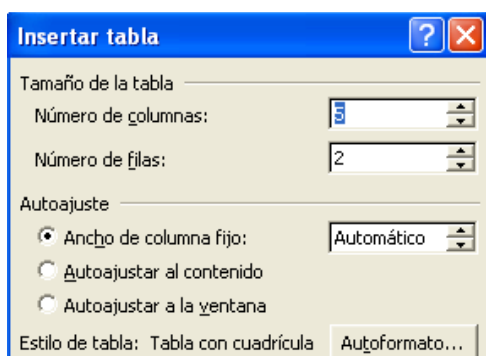 Insertar tabla ?
Tamaño de la tabla
Número de columnas: 5
Número de filas: 2
Autoajuste
Ancho de columna fijo: Automático
Autoajustar al contenido
Autoajustar a la ventana
Estilo de tabla: Tabla con cuadrícula Autoformato...